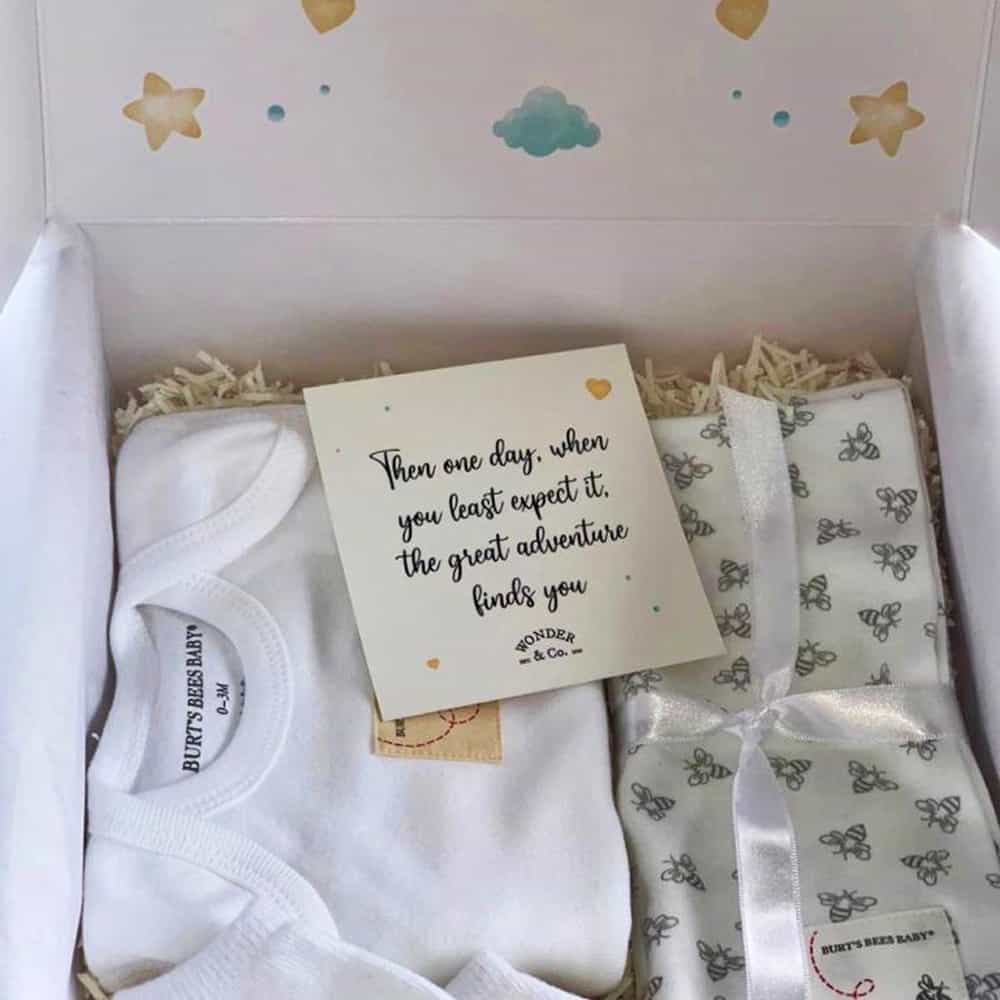 Then one day, when
you least expect it,
the great adventure
finds you
WONDER
& Co.
BURT'S BEES BABY®
0-3M
BURT'S BEES BABY®